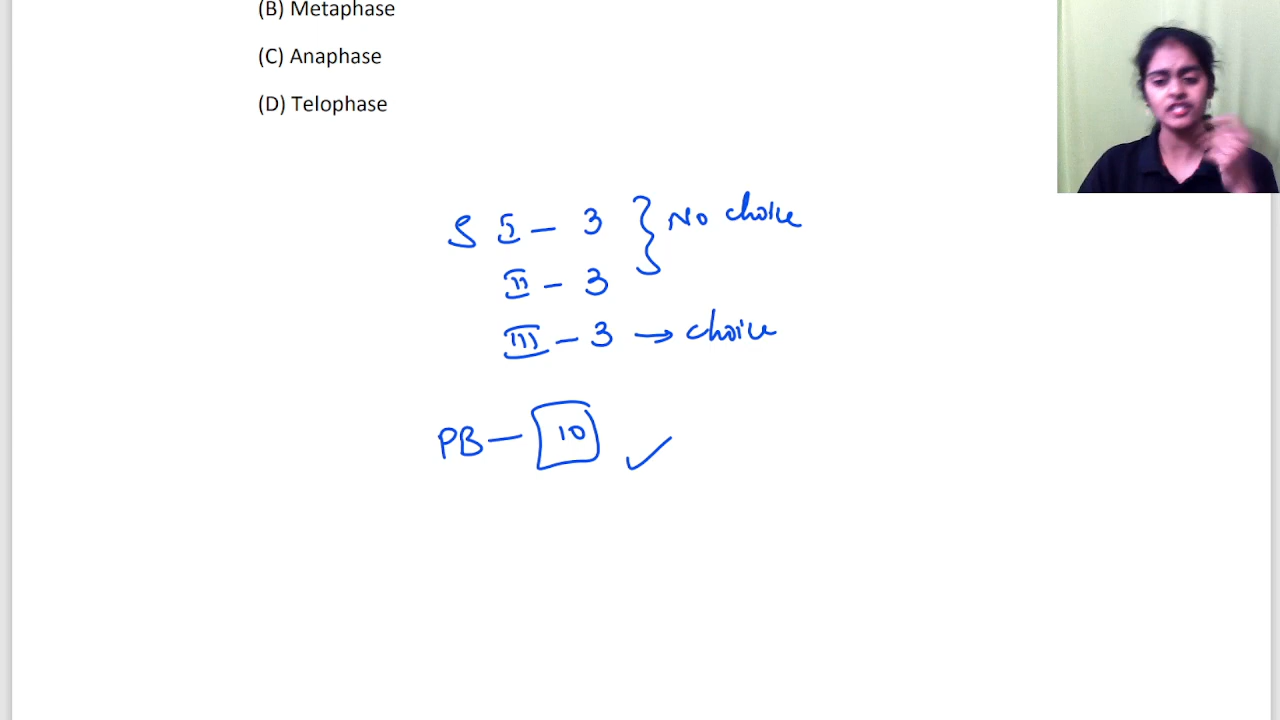 (B) Metaphase
(C) Anaphase
(D) Telophase
S I - 3 } No choice
II - 3
III - 3 → choice
PB - 10 ✓